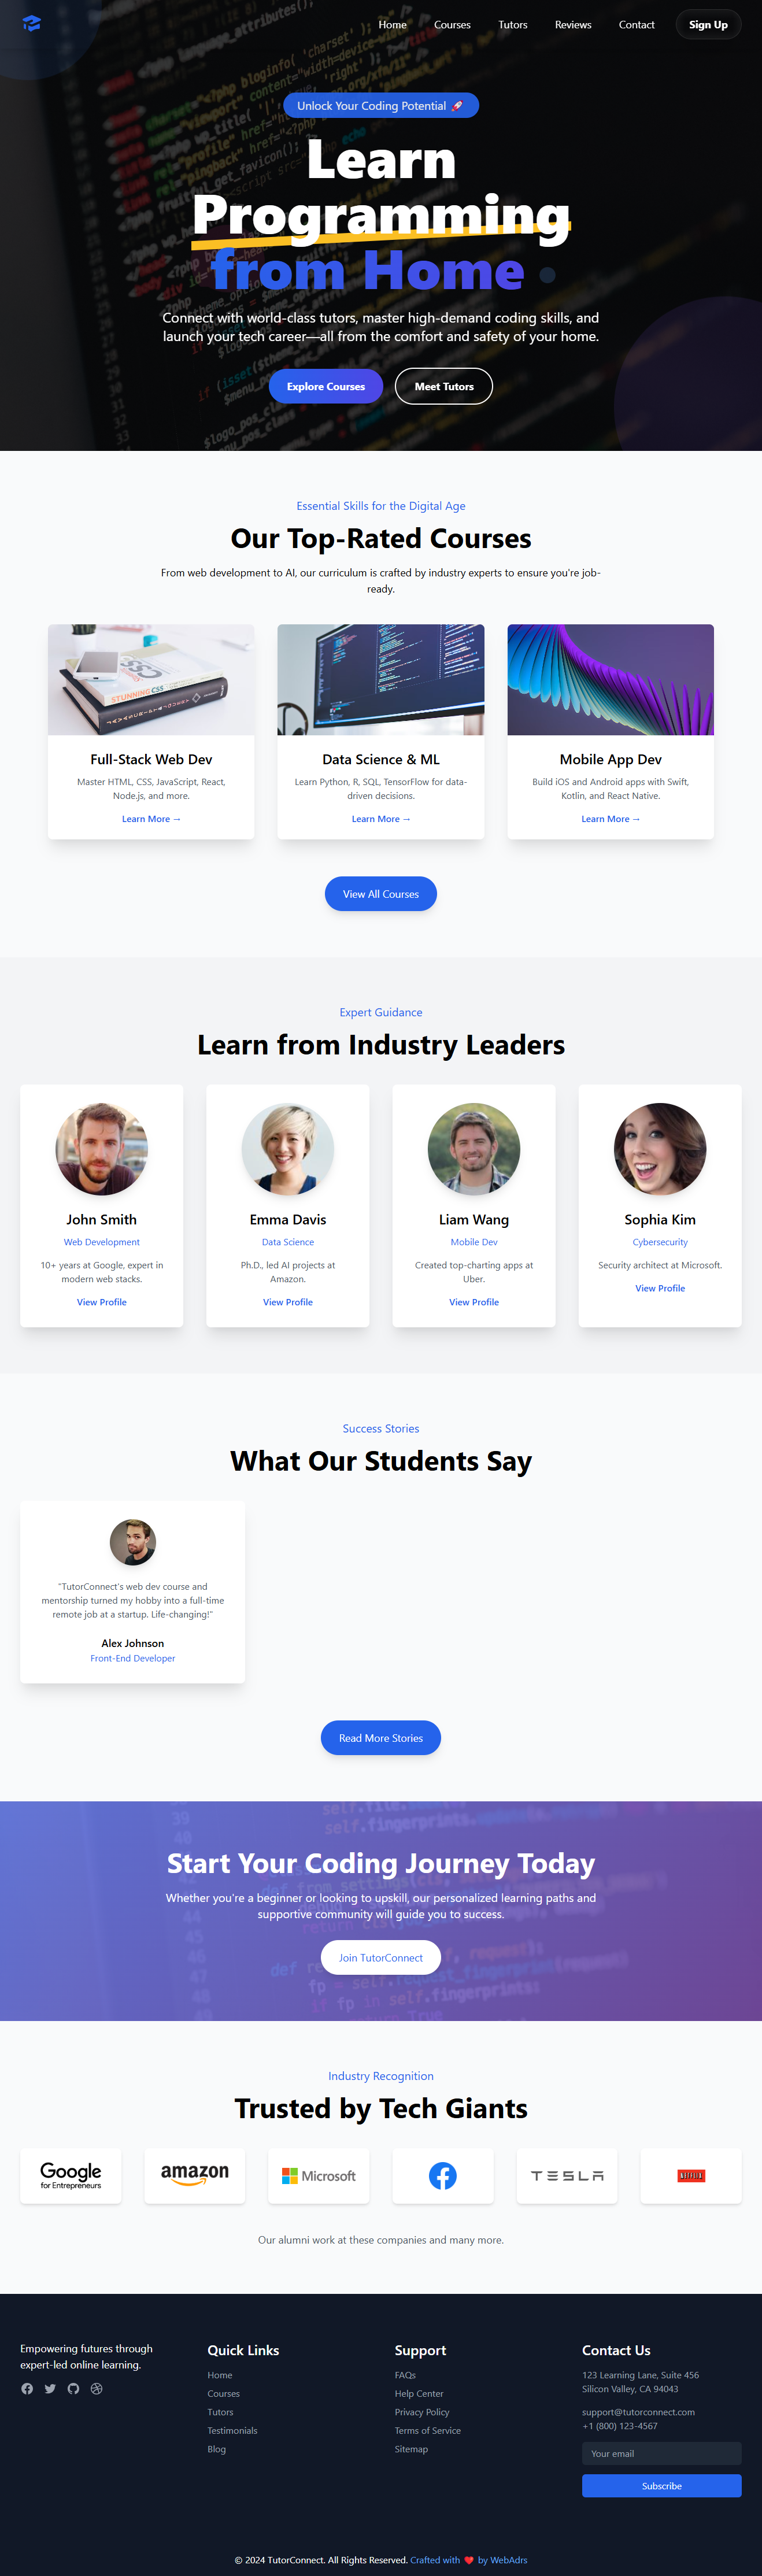 Home Courses Tutors Reviews Contact Sign Up
Unlock Your Coding Potential 🚀
Learn
Programming
from Home
Connect with world-class tutors, master high-demand coding skills, and
launch your tech career—all from the comfort and safety of your home.
Explore Courses Meet Tutors
Essential Skills for the Digital Age
Our Top-Rated Courses
From web development to AI, our curriculum is crafted by industry experts to ensure you're job-
ready.
STUNNING CSS
Full-Stack Web Dev
Master HTML, CSS, JavaScript, React,
Node.js, and more.
Learn More →
Data Science & ML
Learn Python, R, SQL, TensorFlow for data-
driven decisions.
Learn More →
Mobile App Dev
Build iOS and Android apps with Swift,
Kotlin, and React Native.
Learn More →
View All Courses
Expert Guidance
Learn from Industry Leaders
John Smith
Web Development
10+ years at Google, expert in
modern web stacks.
View Profile
Emma Davis
Data Science
Ph.D., led AI projects at
Amazon.
View Profile
Liam Wang
Mobile Dev
Created top-charting apps at
Uber.
View Profile
Sophia Kim
Cybersecurity
Security architect at Microsoft.
View Profile
Success Stories
What Our Students Say
"TutorConnect's web dev course and
mentorship turned my hobby into a full-time
remote job at a startup. Life-changing!"
Alex Johnson
Front-End Developer
Read More Stories
Start Your Coding Journey Today
Whether you're a beginner or looking to upskill, our personalized learning paths and
supportive community will guide you to success.
Join TutorConnect
Industry Recognition
Trusted by Tech Giants
Google
for Entrepreneurs
amazon
Microsoft
TESLA
NETFLIX
Our alumni work at these companies and many more.
Empowering futures through
expert-led online learning.
Quick Links
Home
Courses
Tutors
Testimonials
Blog
Support
FAQs
Help Center
Privacy Policy
Terms of Service
Sitemap
Contact Us
123 Learning Lane, Suite 456
Silicon Valley, CA 94043
support@tutorconnect.com
+1 (800) 123-4567
Your email
Subscribe
© 2024 TutorConnect. All Rights Reserved. Crafted with ❤️ by WebAdrs